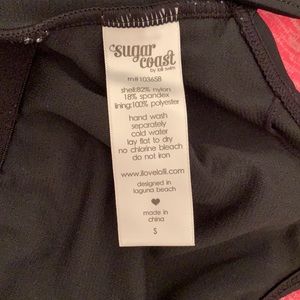 sugar
coast
by lolli swim
rn# 103658
shell: 82% nylon
18% spandex
lining: 100% polyester
hand wash
separately
cold water
lay flat to dry
no chlorine bleach
do not iron
www.ilovelolli.com
designed in
laguna beach
made in
china
S